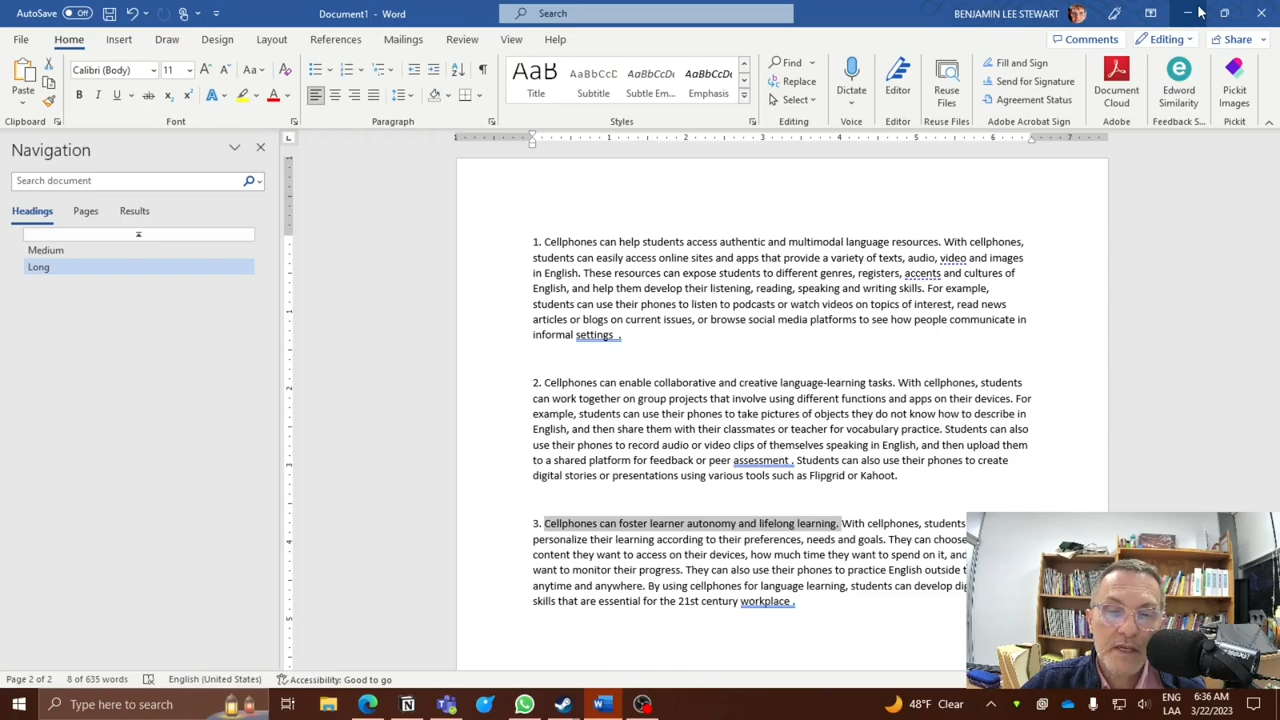 AutoSave Off Document1 - Word Search BENJAMIN LEE STEWART
File Home Insert Draw Design Layout References Mailings Review View Help Comments Editing Share
Paste Calibri (Body) 11 Aa Find Replace Select Dictate Editor Reuse Files Fill and Sign Send for Signature Agreement Status Document Cloud Edword Similarity Pickit Images
AaB AaBbCcD AaBbCcDt AaBbCcDt
Title Subtitle Subtle Em... Emphasis
Clipboard Font Paragraph Styles Editing Voice Editor Reuse Files Adobe Acrobat Sign Adobe Feedback S... Pickit
Navigation
Search document
Headings Pages Results
Medium
Long
1. Cellphones can help students access authentic and multimodal language resources. With cellphones,
students can easily access online sites and apps that provide a variety of texts, audio, video and images
in English. These resources can expose students to different genres, registers, accents and cultures of
English, and help them develop their listening, reading, speaking and writing skills. For example,
students can use their phones to listen to podcasts or watch videos on topics of interest, read news
articles or blogs on current issues, or browse social media platforms to see how people communicate in
informal settings .
2. Cellphones can enable collaborative and creative language-learning tasks. With cellphones, students
can work together on group projects that involve using different functions and apps on their devices. For
example, students can use their phones to take pictures of objects they do not know how to describe in
English, and then share them with their classmates or teacher for vocabulary practice. Students can also
use their phones to record audio or video clips of themselves speaking in English, and then upload them
to a shared platform for feedback or peer assessment . Students can also use their phones to create
digital stories or presentations using various tools such as Flipgrid or Kahoot.
3. Cellphones can foster learner autonomy and lifelong learning. With cellphones, students
personalize their learning according to their preferences, needs and goals. They can choose
content they want to access on their devices, how much time they want to spend on it, and
want to monitor their progress. They can also use their phones to practice English outside
anytime and anywhere. By using cellphones for language learning, students can develop
skills that are essential for the 21st century workplace .
Page 2 of 2 8 of 635 words English (United States) Accessibility: Good to go
Type here to search 48°F Clear ENG LAA 6:36 AM 3/22/2023